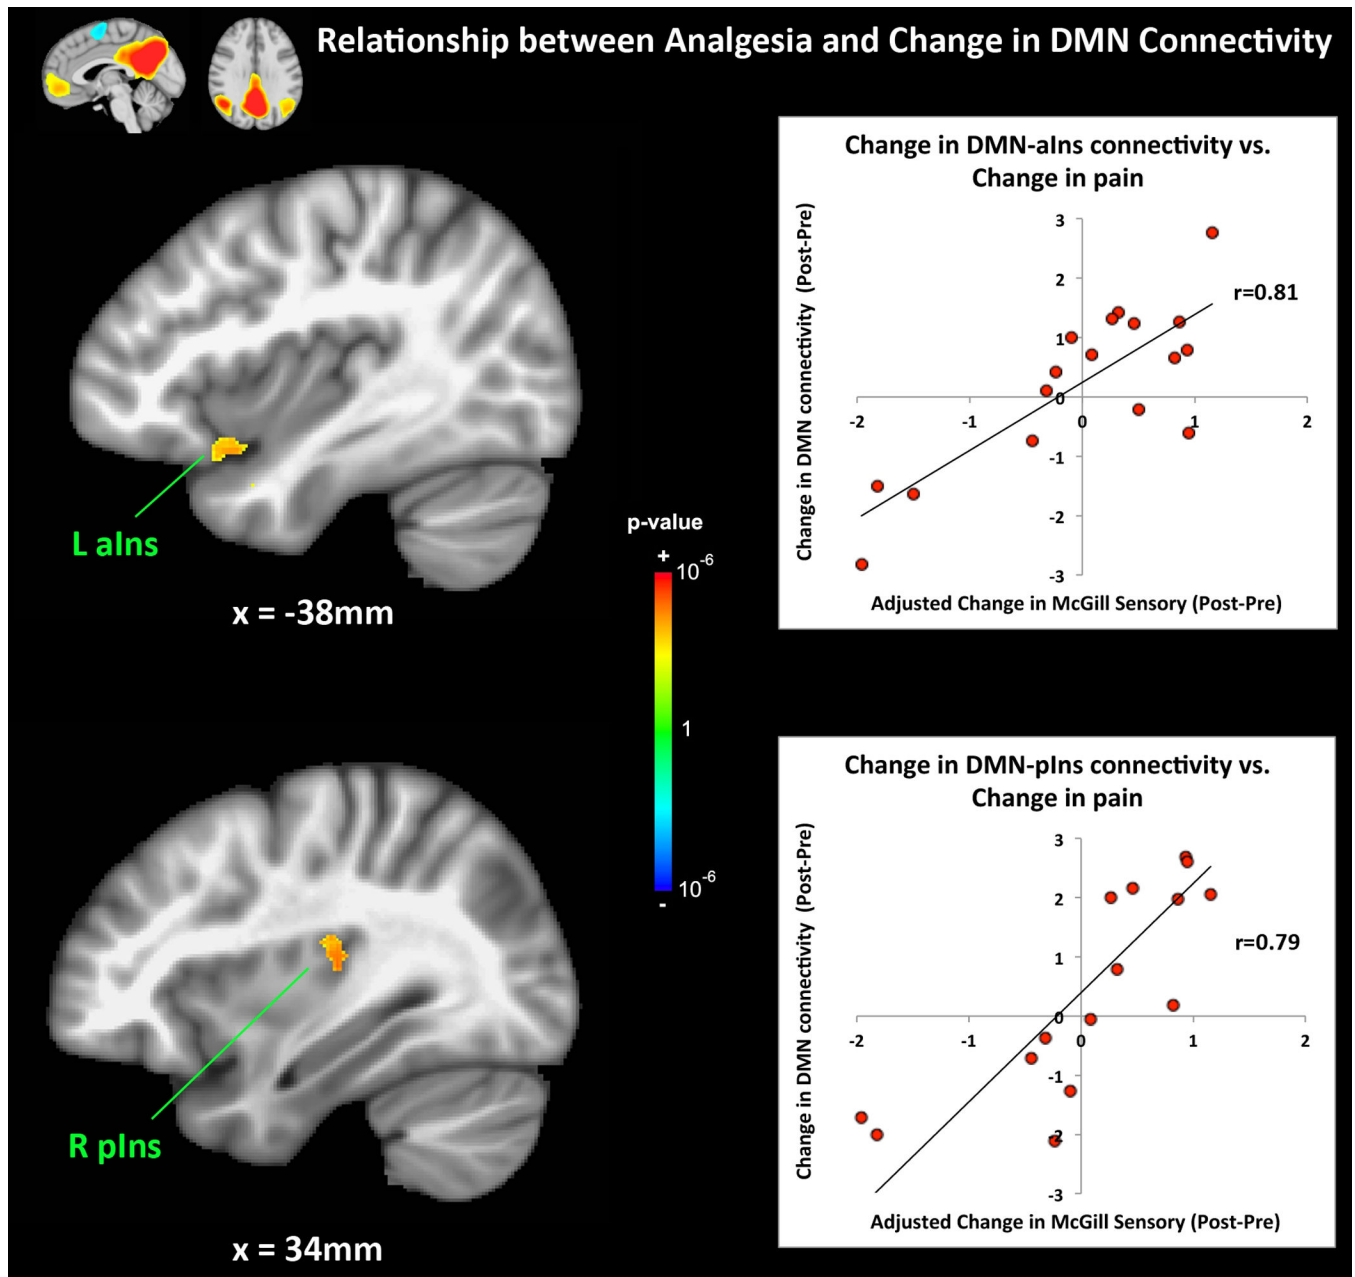 Relationship between Analgesia and Change in DMN Connectivity
L aIns
x = -38mm
p-value
+
10-6
1
10-6
-
R pIns
x = 34mm
Change in DMN-aIns connectivity vs.
Change in pain
Change in DMN connectivity (Post-Pre)
3
2
1
0
-1
-2
-3
-2
-1
0
1
2
r=0.81
Adjusted Change in McGill Sensory (Post-Pre)
Change in DMN-pIns connectivity vs.
Change in pain
Change in DMN connectivity (Post-Pre)
3
2
1
0
-1
-2
-3
-2
-1
0
1
2
r=0.79
Adjusted Change in McGill Sensory (Post-Pre)